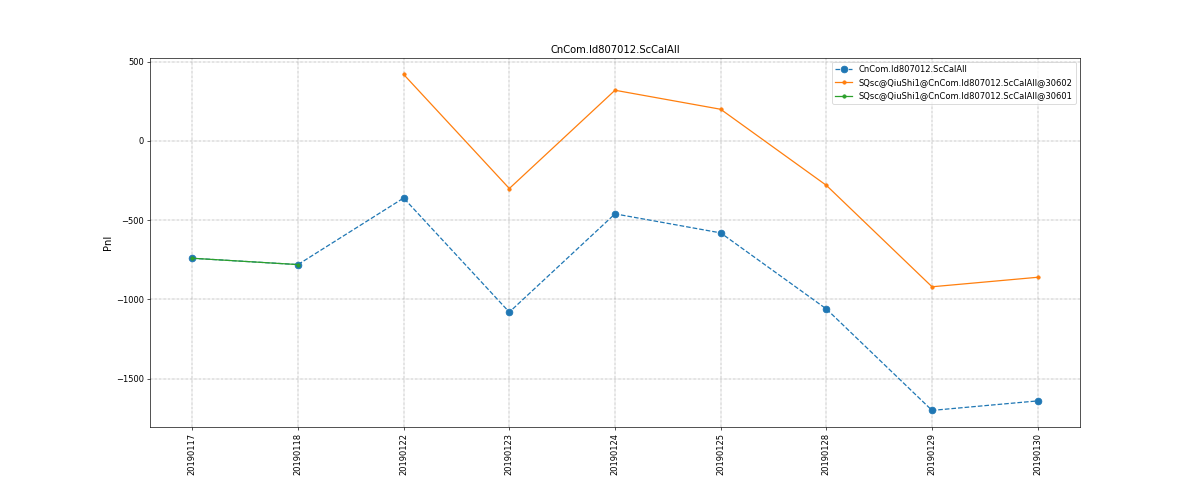 CnCom.Id807012.ScCalAll
CnCom.Id807012.ScCalAll
SQsc@QiuShi1@CnCom.Id807012.ScCalAll@30602
SQsc@QiuShi1@CnCom.Id807012.ScCalAll@30601
Pnl
500
0
−500
−1000
−1500
20190117
20190118
20190122
20190123
20190124
20190125
20190128
20190129
20190130